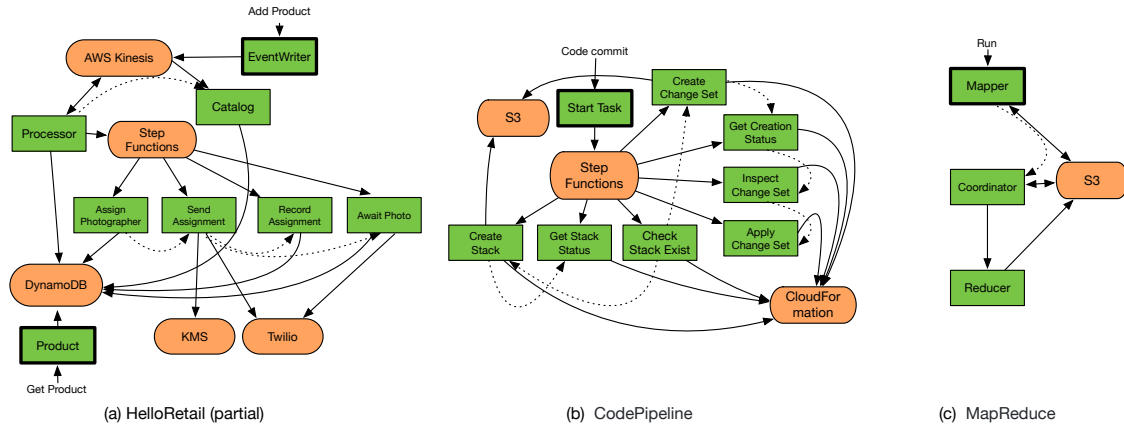 Add Product
AWS Kinesis
EventWriter
Catalog
Processor
Step
Functions
Assign
Photographer
Send
Assignment
Record
Assignment
Await Photo
DynamoDB
KMS
Twilio
Product
Get Product
(a) HelloRetail (partial)
Code commit
S3
Start Task
Create
Change Set
Get Creation
Status
Step
Functions
Inspect
Change Set
Apply
Change Set
Create
Stack
Get Stack
Status
Check
Stack Exist
CloudFor
mation
(b) CodePipeline
Run
Mapper
Coordinator
S3
Reducer
(c) MapReduce